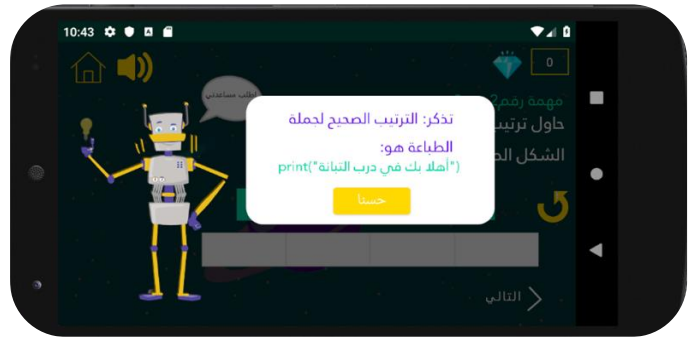 10:43
0
اطلب مساعدتي
مهمة رقم2
حاول ترتيب
الشكل
تذكر: الترتيب الصحيح لجملة
الطباعة هو:
print("أهلا بك في درب التبانة")
حسنا
التالي